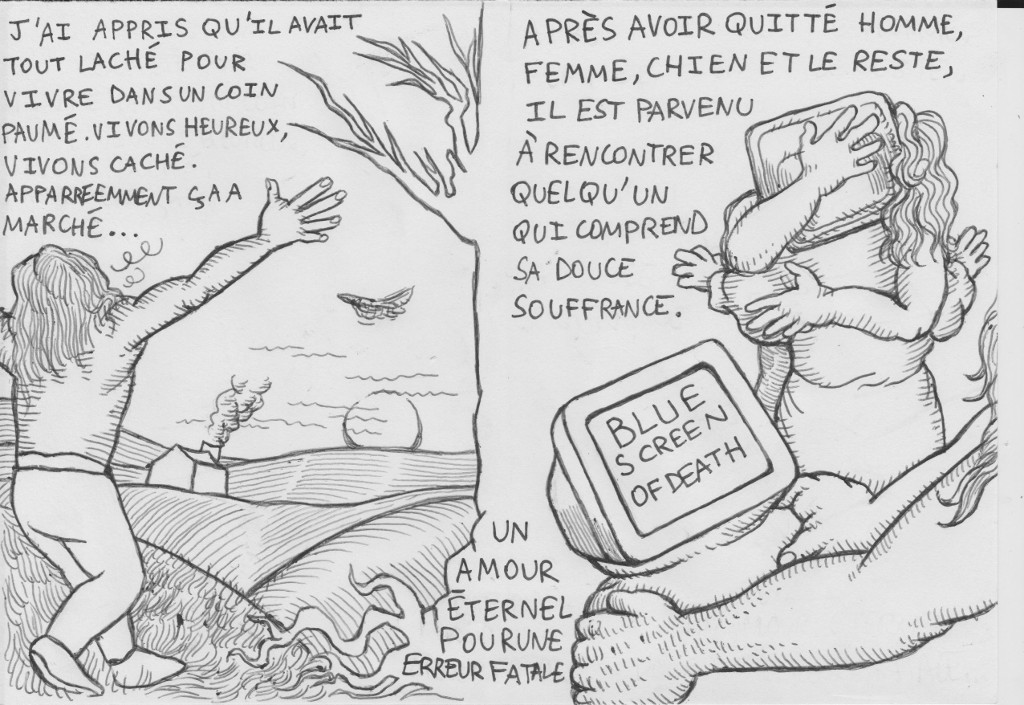 J'AI APPRIS QU'IL AVAIT
TOUT LACHÉ POUR
VIVRE DANS UN COIN
PAUMÉ. VIVONS HEUREUX,
VIVONS CACHÉ.
APPARREEMMENT ÇA A
MARCHÉ...
APRÈS AVOIR QUITTÉ HOMME,
FEMME, CHIEN ET LE RESTE,
IL EST PARVENU
À RENCONTRER
QUELQU'UN
QUI COMPREND
SA DOUCE
SOUFFRANCE.
BLUE
SCREEN
OF DEATH
UN
AMOUR
ÉTERNEL
POUR UNE
ERREUR FATALE